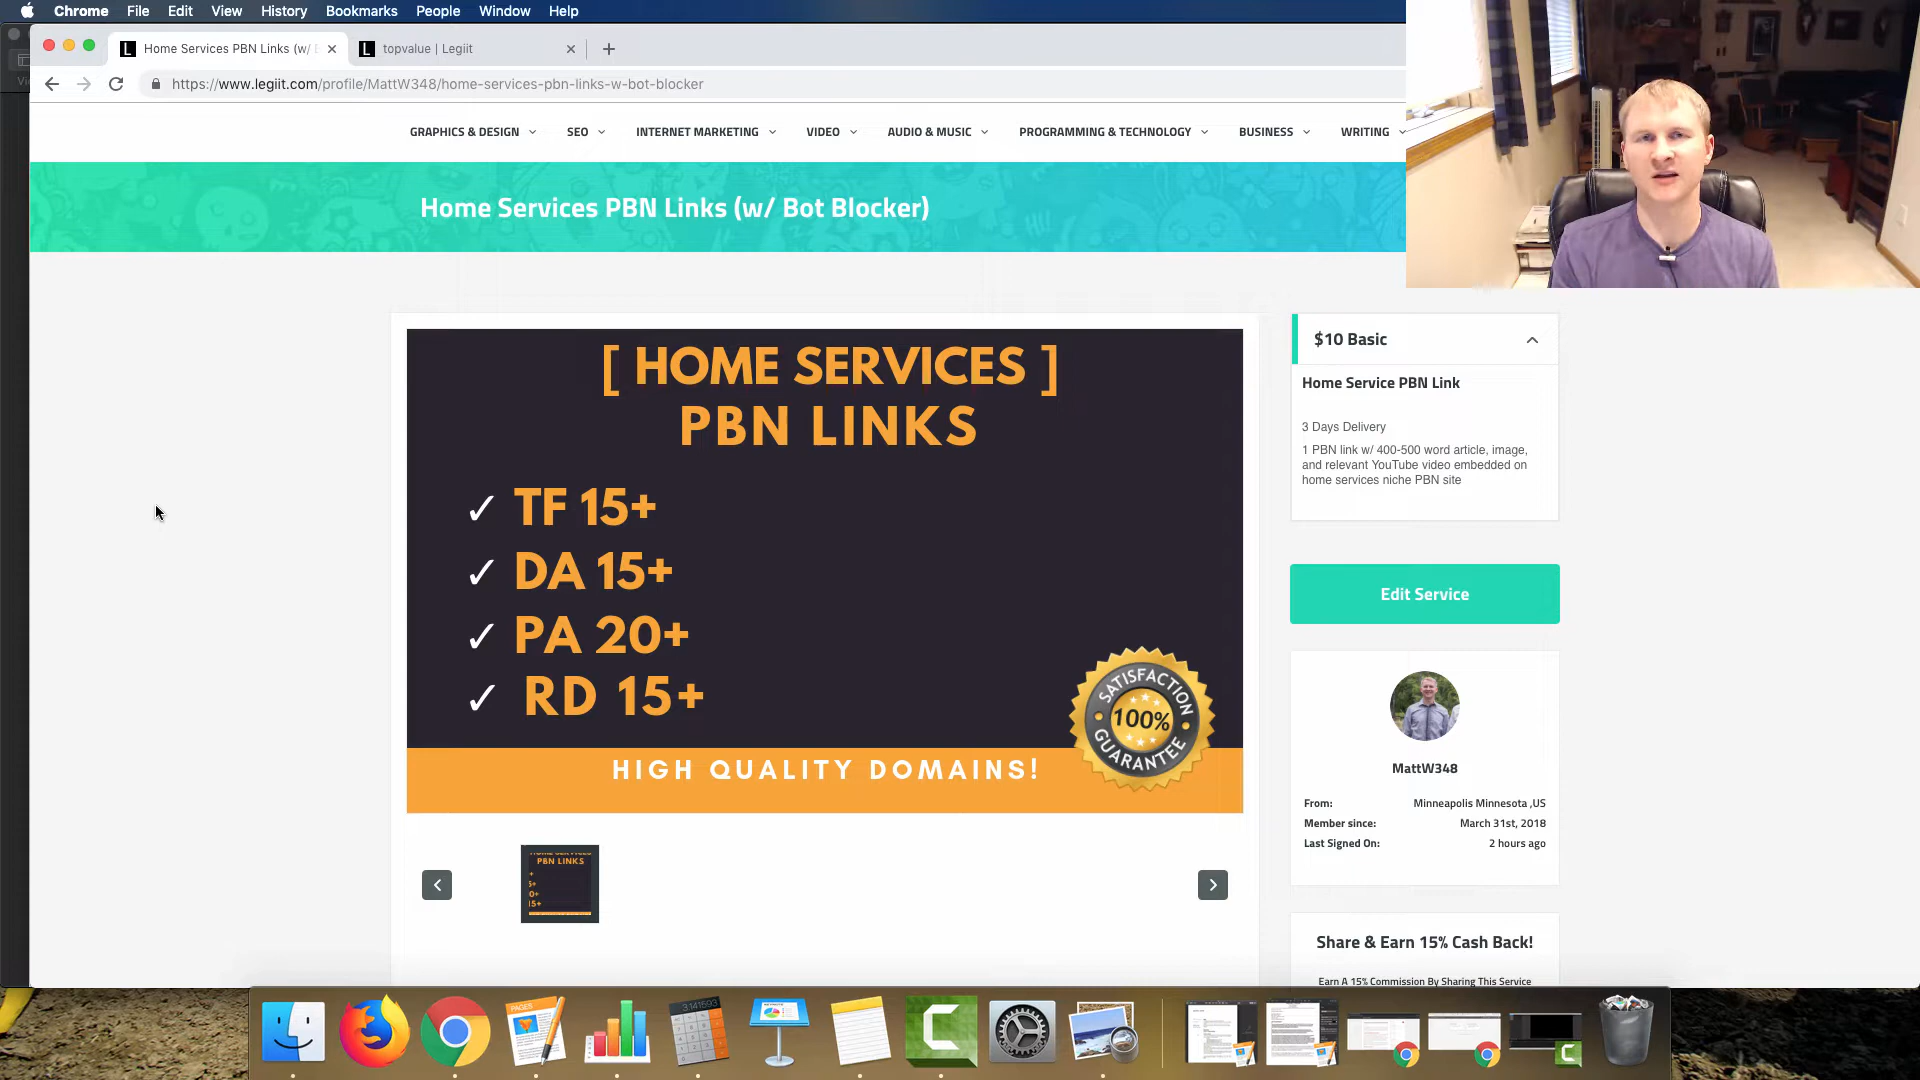 Chrome File Edit View History Bookmarks People Window Help
Home Services PBN Links (w/
topvalue | Legiit
https://www.legiit.com/profile/MattW348/home-services-pbn-links-w-bot-blocker
GRAPHICS & DESIGN SEO INTERNET MARKETING VIDEO AUDIO & MUSIC PROGRAMMING & TECHNOLOGY BUSINESS WRITING
Home Services PBN Links (w/ Bot Blocker)
[ HOME SERVICES ]
PBN LINKS
✓ TF 15+
✓ DA 15+
✓ PA 20+
✓ RD 15+
SATISFACTION
100%
GUARANTEE
HIGH QUALITY DOMAINS!
PBN LINKS
$10 Basic
Home Service PBN Link
3 Days Delivery
1 PBN link w/ 400-500 word article, image,
and relevant YouTube video embedded on
home services niche PBN site
Edit Service
MattW348
From: Minneapolis Minnesota ,US
Member since: March 31st, 2018
Last Signed On: 2 hours ago
Share & Earn 15% Cash Back!
Earn A 15% Commission By Sharing This Service
PAGES
3.141593